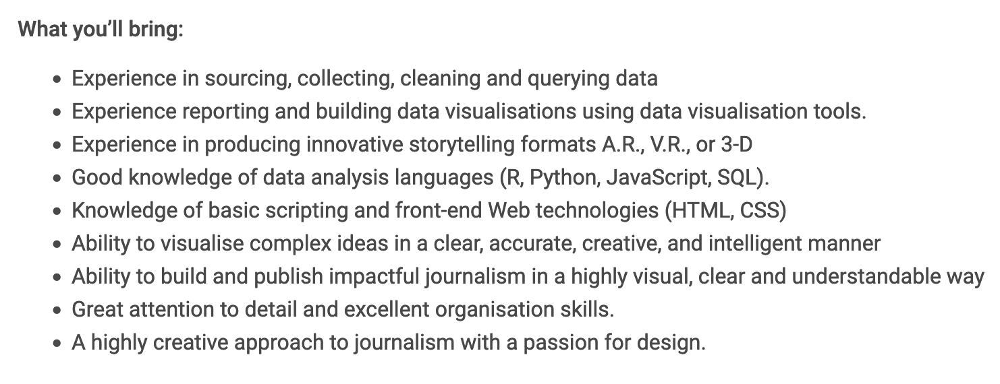 What you’ll bring:
• Experience in sourcing, collecting, cleaning and querying data
• Experience reporting and building data visualisations using data visualisation tools.
• Experience in producing innovative storytelling formats A.R., V.R., or 3-D
• Good knowledge of data analysis languages (R, Python, JavaScript, SQL).
• Knowledge of basic scripting and front-end Web technologies (HTML, CSS)
• Ability to visualise complex ideas in a clear, accurate, creative, and intelligent manner
• Ability to build and publish impactful journalism in a highly visual, clear and understandable way
• Great attention to detail and excellent organisation skills.
• A highly creative approach to journalism with a passion for design.